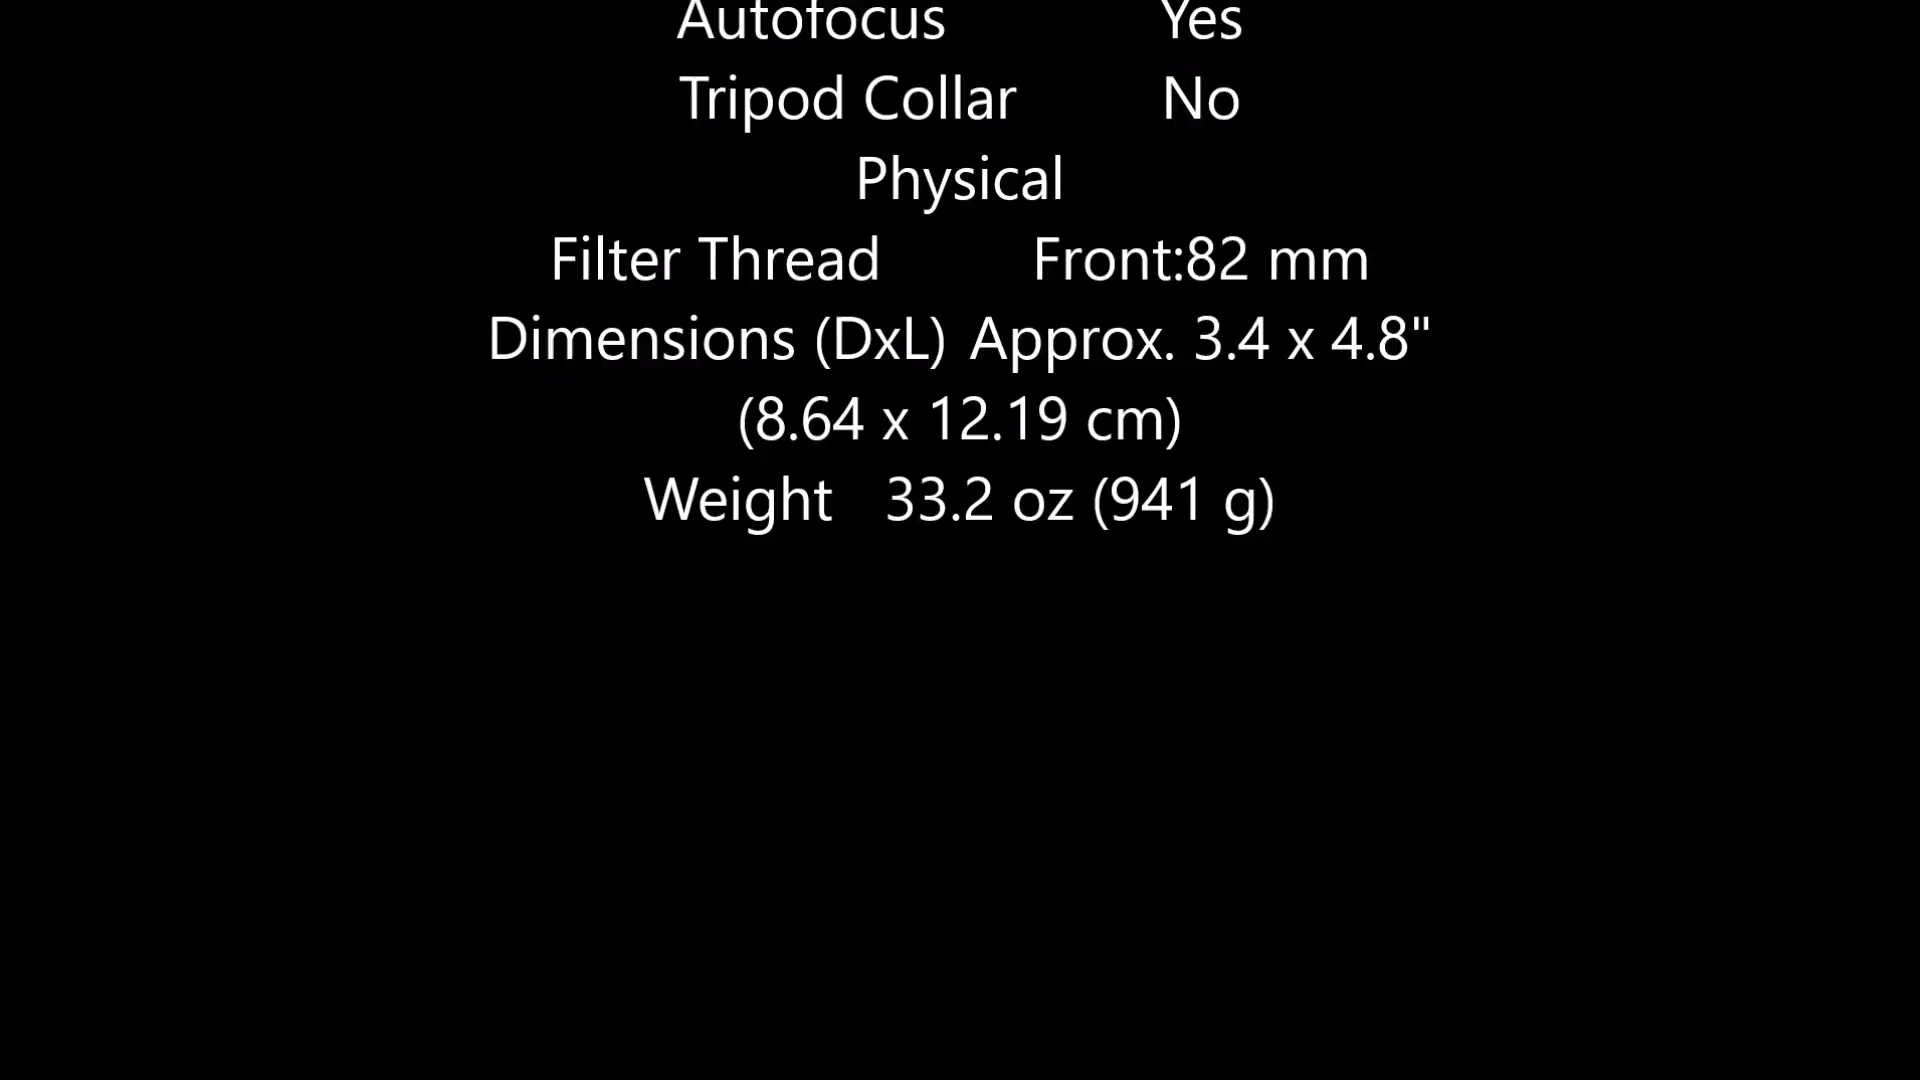 Autofocus Yes
Tripod Collar No
Physical
Filter Thread Front:82 mm
Dimensions (DxL) Approx. 3.4 x 4.8"
(8.64 x 12.19 cm)
Weight 33.2 oz (941 g)